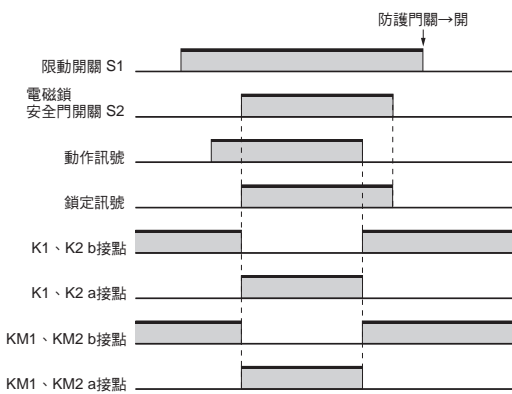 防護門關→開
限動開關 S1
電磁鎖
安全門開關 S2
動作訊號
鎖定訊號
K1、K2 b接點
K1、K2 a接點
KM1、KM2 b接點
KM1、KM2 a接點